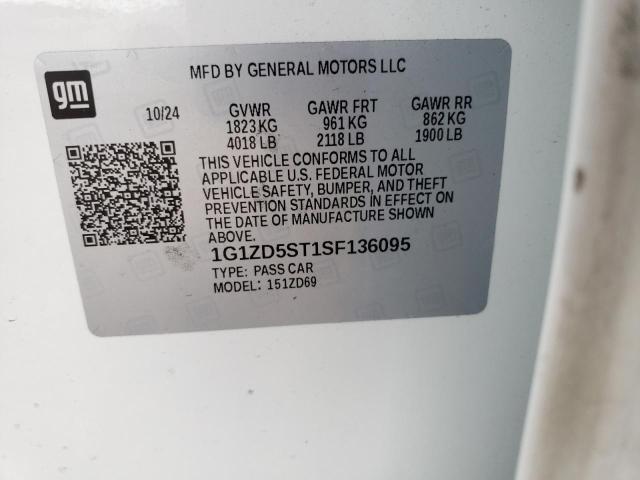 gm
MFD BY GENERAL MOTORS LLC
10/24 GVWR GAWR FRT GAWR RR
1823 KG 961 KG 862 KG
4018 LB 2118 LB 1900 LB
THIS VEHICLE CONFORMS TO ALL
APPLICABLE U.S. FEDERAL MOTOR
VEHICLE SAFETY, BUMPER, AND THEFT
PREVENTION STANDARDS IN EFFECT ON
THE DATE OF MANUFACTURE SHOWN
ABOVE.
1G1ZD5ST1SF136095
TYPE: PASS CAR
MODEL: 151ZD69